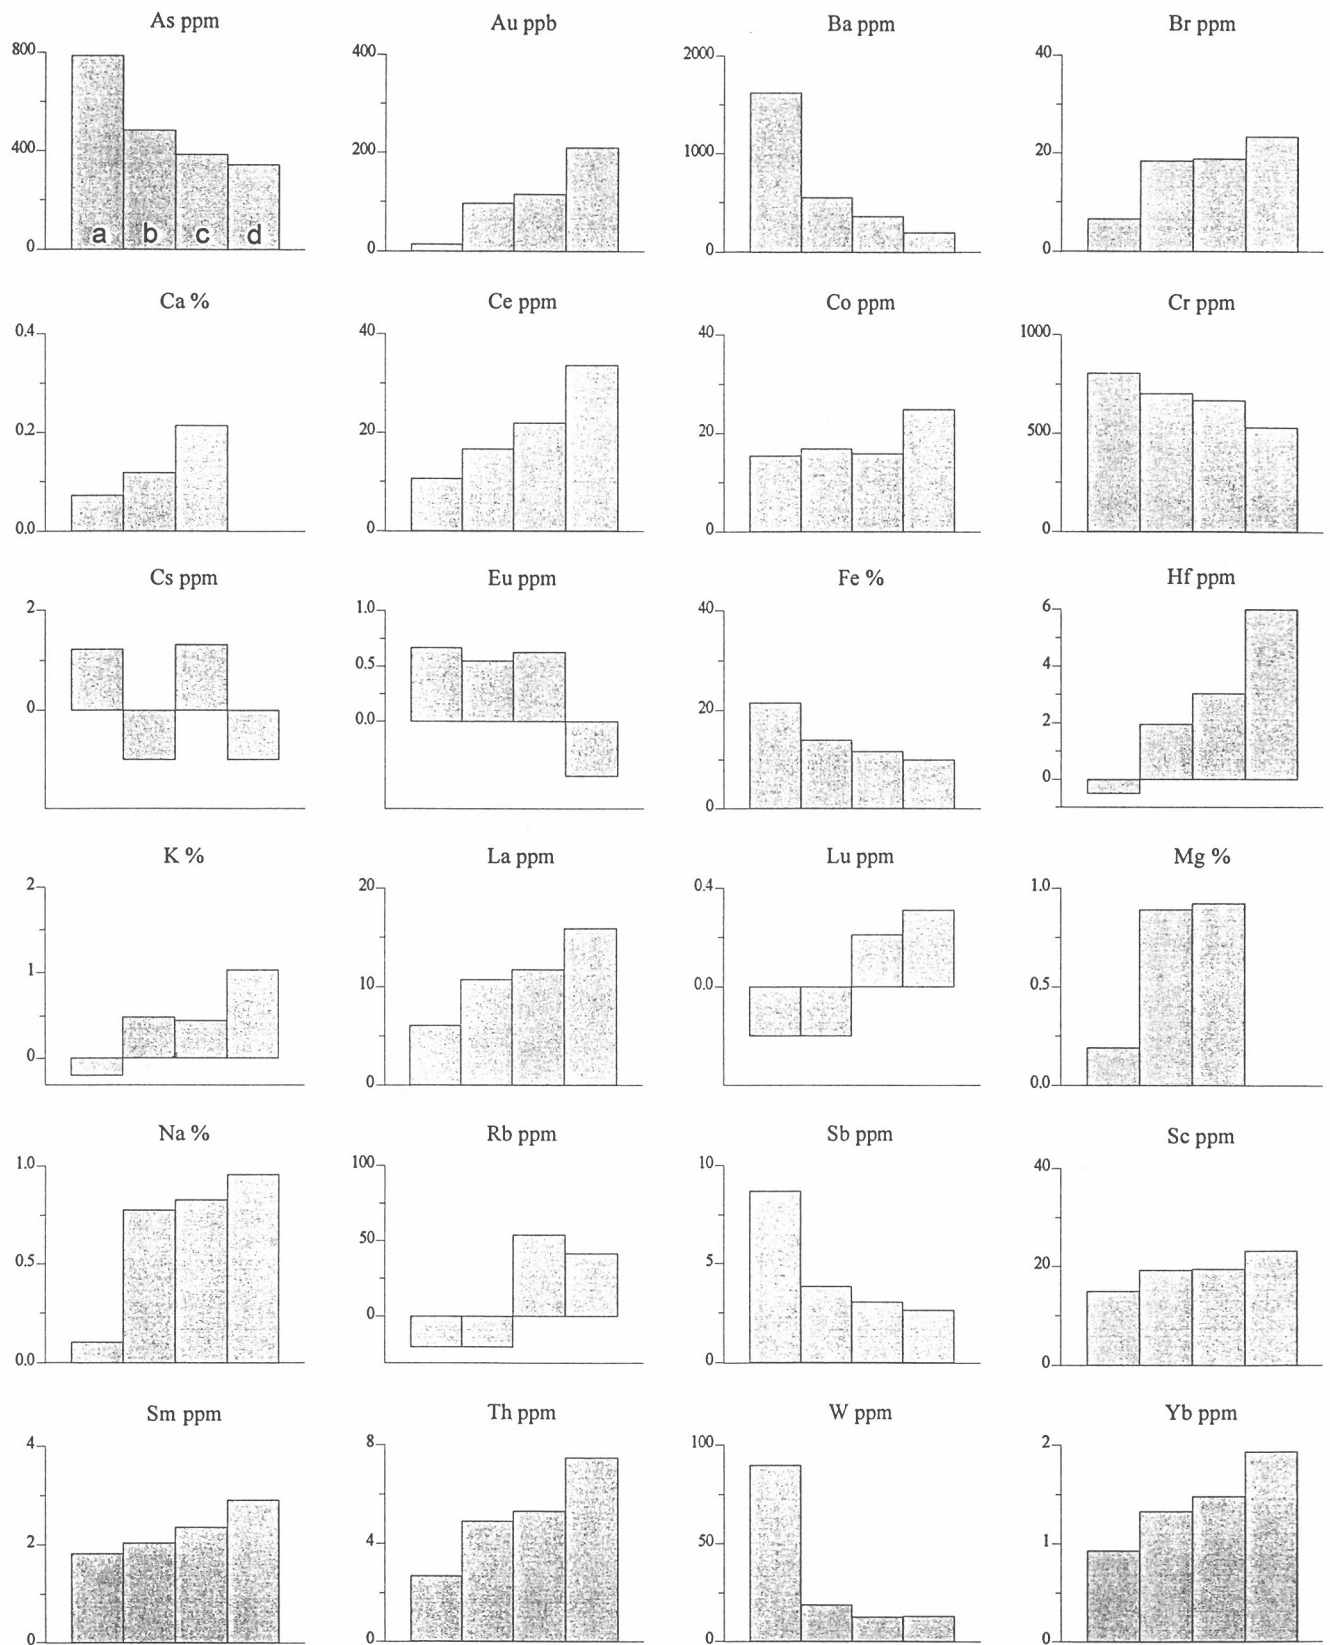 As ppm
Au ppb
Ba ppm
Br ppm
800
400
0
a b c d
400
200
0
2000
1000
0
40
20
0
Ca %
Ce ppm
Co ppm
Cr ppm
0.4
0.2
0.0
40
20
0
40
20
0
1000
500
0
Cs ppm
Eu ppm
Fe %
Hf ppm
2
0
1.0
0.5
0.0
40
20
0
6
4
2
0
K %
La ppm
Lu ppm
Mg %
2
1
0
20
10
0
0.4
0.0
1.0
0.5
0.0
Na %
Rb ppm
Sb ppm
Sc ppm
1.0
0.5
0.0
100
50
0
10
5
0
40
20
0
Sm ppm
Th ppm
W ppm
Yb ppm
4
2
0
8
4
0
100
50
0
2
1
0